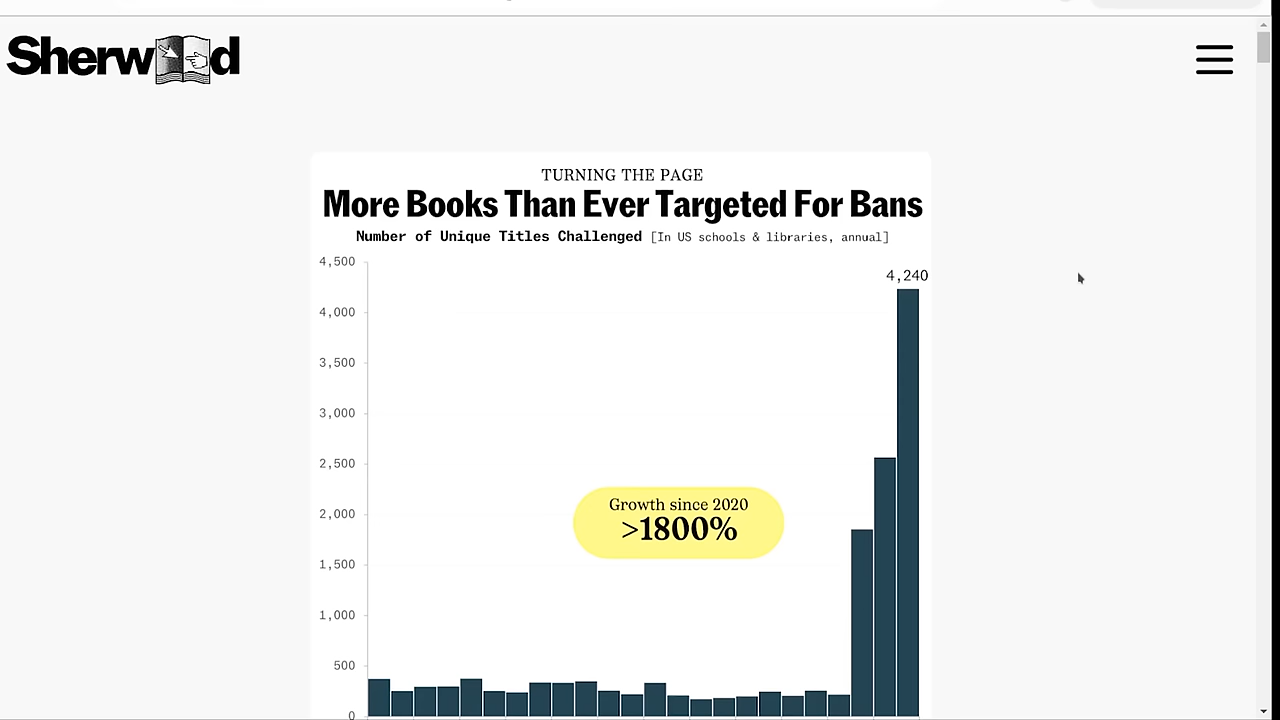 Sherwood
TURNING THE PAGE
More Books Than Ever Targeted For Bans
Number of Unique Titles Challenged [In US schools & libraries, annual]
4,500
4,240
4,000
3,500
3,000
2,500
Growth since 2020
2,000
>1800%
1,500
1,000
500
0